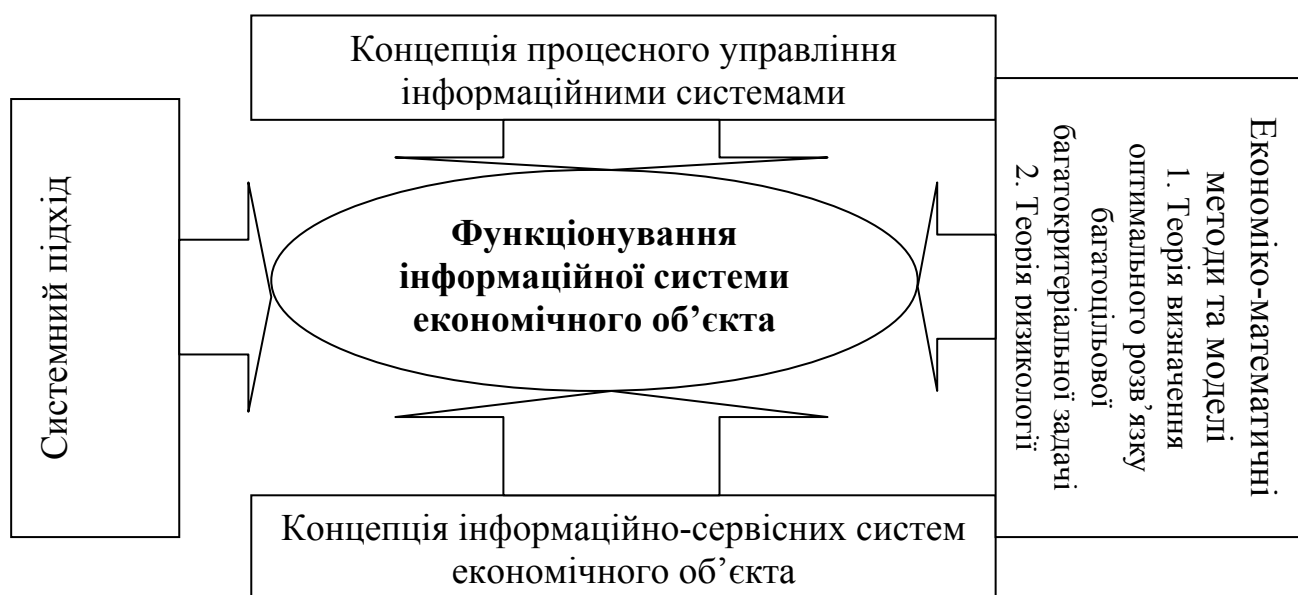 Концепція процесного управління
інформаційними системами
Системний підхід
Функціонування
інформаційної системи
економічного об’єкта
Економіко-математичні
методи та моделі
1. Теорія визначення
оптимального розв’язку
багатоцільової
багатокритеріальної задачі
2. Теорія ризикології
Концепція інформаційно-сервісних систем
економічного об’єкта